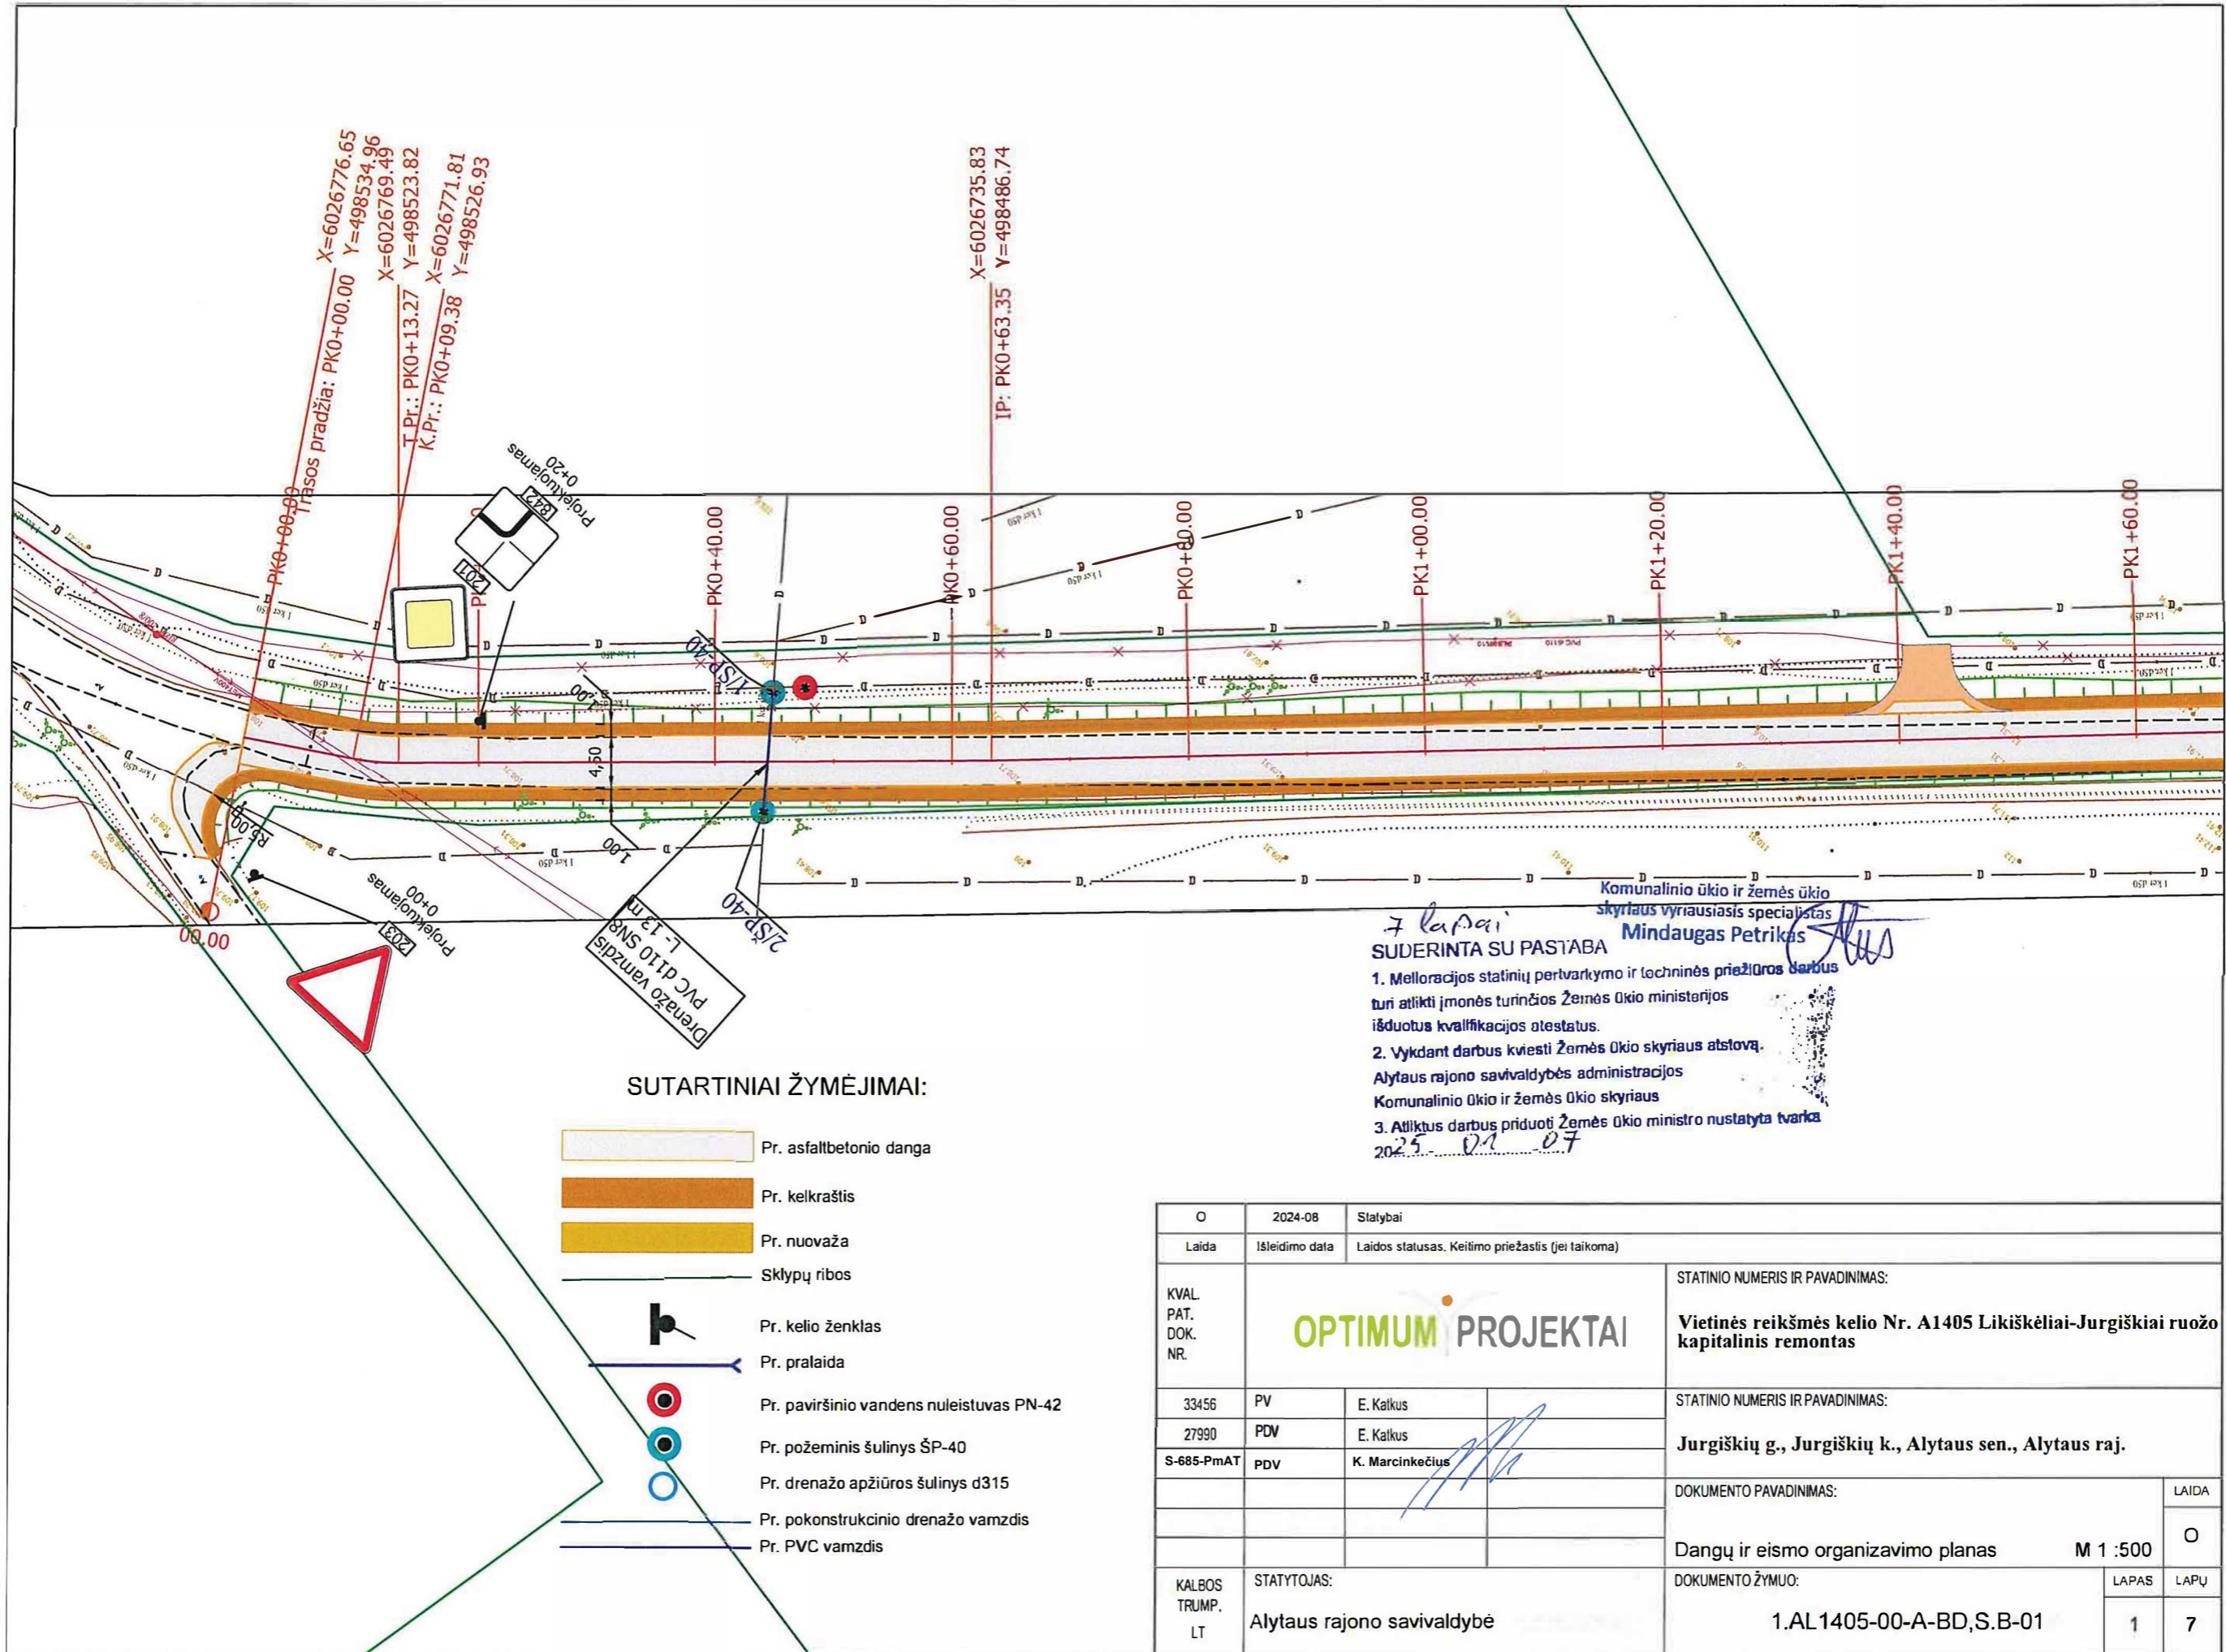 Trasos pradžia: PK0+00.00
X=6026776.65
Y=498534.96
T.Pr.: PK0+13.27
X=6026769.49
Y=498523.82
K.Pr.: PK0+09.38
X=6026771.81
Y=498526.93
IP: PK0+63.35
X=6026735.83
Y=498486.74
PK0+00.00
PK0+40.00
PK0+60.00
PK0+80.00
PK1+00.00
PK1+20.00
PK1+40.00
PK1+60.00
Projektuojamas
0+20
842
201
1/ŠP-40
1,00
4,50
1,00
R5,00
2/ŠP-40
Projektuojamas
0+00
203
00.00
Drenažo vamzdis
PVC d110 SN8
L- 13 m
7 lapai
Komunalinio ūkio ir žemės ūkio
skyriaus vyriausiasis specialistas
Mindaugas Petrikas
SUDERINTA SU PASTABA
1. Melioracijos statinių pertvarkymo ir techninės priežiūros darbus
turi atlikti įmonės turinčios Žemės ūkio ministerijos
išduotus kvalifikacijos atestatus.
2. Vykdant darbus kviesti Žemės ūkio skyriaus atstovą.
Alytaus rajono savivaldybės administracijos
Komunalinio ūkio ir žemės ūkio skyriaus
3. Atliktus darbus priduoti Žemės ūkio ministro nustatyta tvarka
2025 01 07
SUTARTINIAI ŽYMĖJIMAI:
Pr. asfaltbetonio danga
Pr. kelkraštis
Pr. nuovaža
Sklypų ribos
Pr. kelio ženklas
Pr. pralaida
Pr. paviršinio vandens nuleistuvas PN-42
Pr. požeminis šulinys ŠP-40
Pr. drenažo apžiūros šulinys d315
Pr. pokonstrukcinio drenažo vamzdis
Pr. PVC vamzdis
O 2024-08 Statybai
Laida Išleidimo data Laidos statusas. Keitimo priežastis (jei taikoma)
KVAL.
PAT.
DOK.
NR.
OPTIMUM PROJEKTAI
STATINIO NUMERIS IR PAVADINIMAS:
Vietinės reikšmės kelio Nr. A1405 Likiškėliai-Jurgiškiai ruožo
kapitalinis remontas
33456 PV E. Katkus
27990 PDV E. Katkus
S-685-PmAT PDV K. Marcinkečius
STATINIO NUMERIS IR PAVADINIMAS:
Jurgiškių g., Jurgiškių k., Alytaus sen., Alytaus raj.
DOKUMENTO PAVADINIMAS:
LAIDA
Dangų ir eismo organizavimo planas M 1 :500
O
KALBOS
TRUMP.
LT
STATYTOJAS:
Alytaus rajono savivaldybė
DOKUMENTO ŽYMUO:
1.AL1405-00-A-BD,S.B-01
LAPAS
1
LAPŲ
7